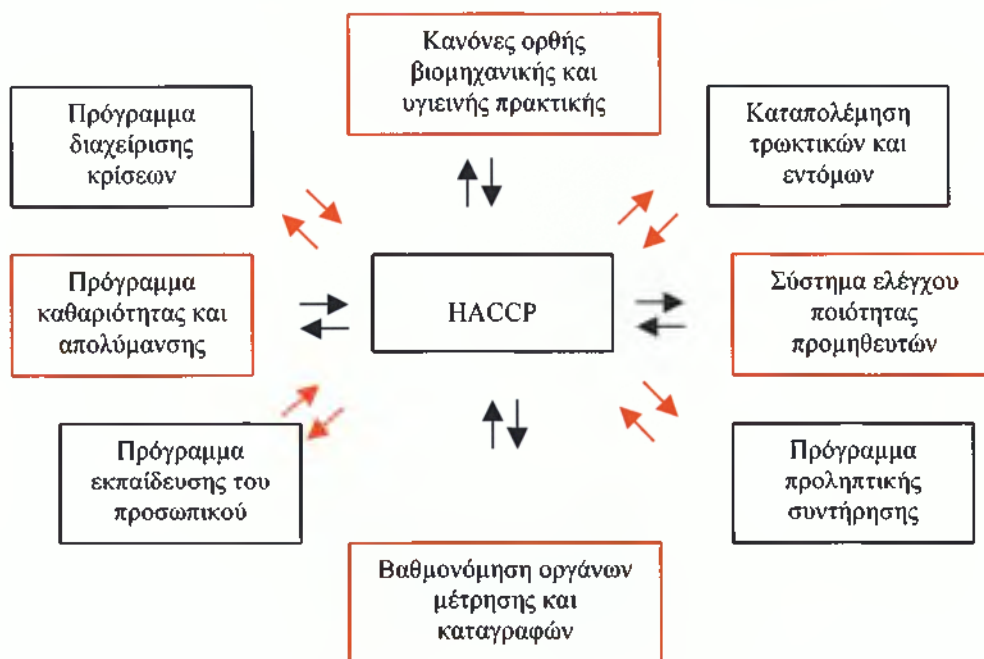 Κανόνες ορθής
βιομηχανικής και
υγιεινής πρακτικής
Πρόγραμμα
διαχείρισης
κρίσεων
Καταπολέμηση
τρωκτικών και
εντόμων
Πρόγραμμα
καθαριότητας και
απολύμανσης
HACCP
Σύστημα ελέγχου
ποιότητας
προμηθευτών
Πρόγραμμα
εκπαίδευσης του
προσωπικού
Πρόγραμμα
προληπτικής
συντήρησης
Βαθμονόμηση οργάνων
μέτρησης και
καταγραφών